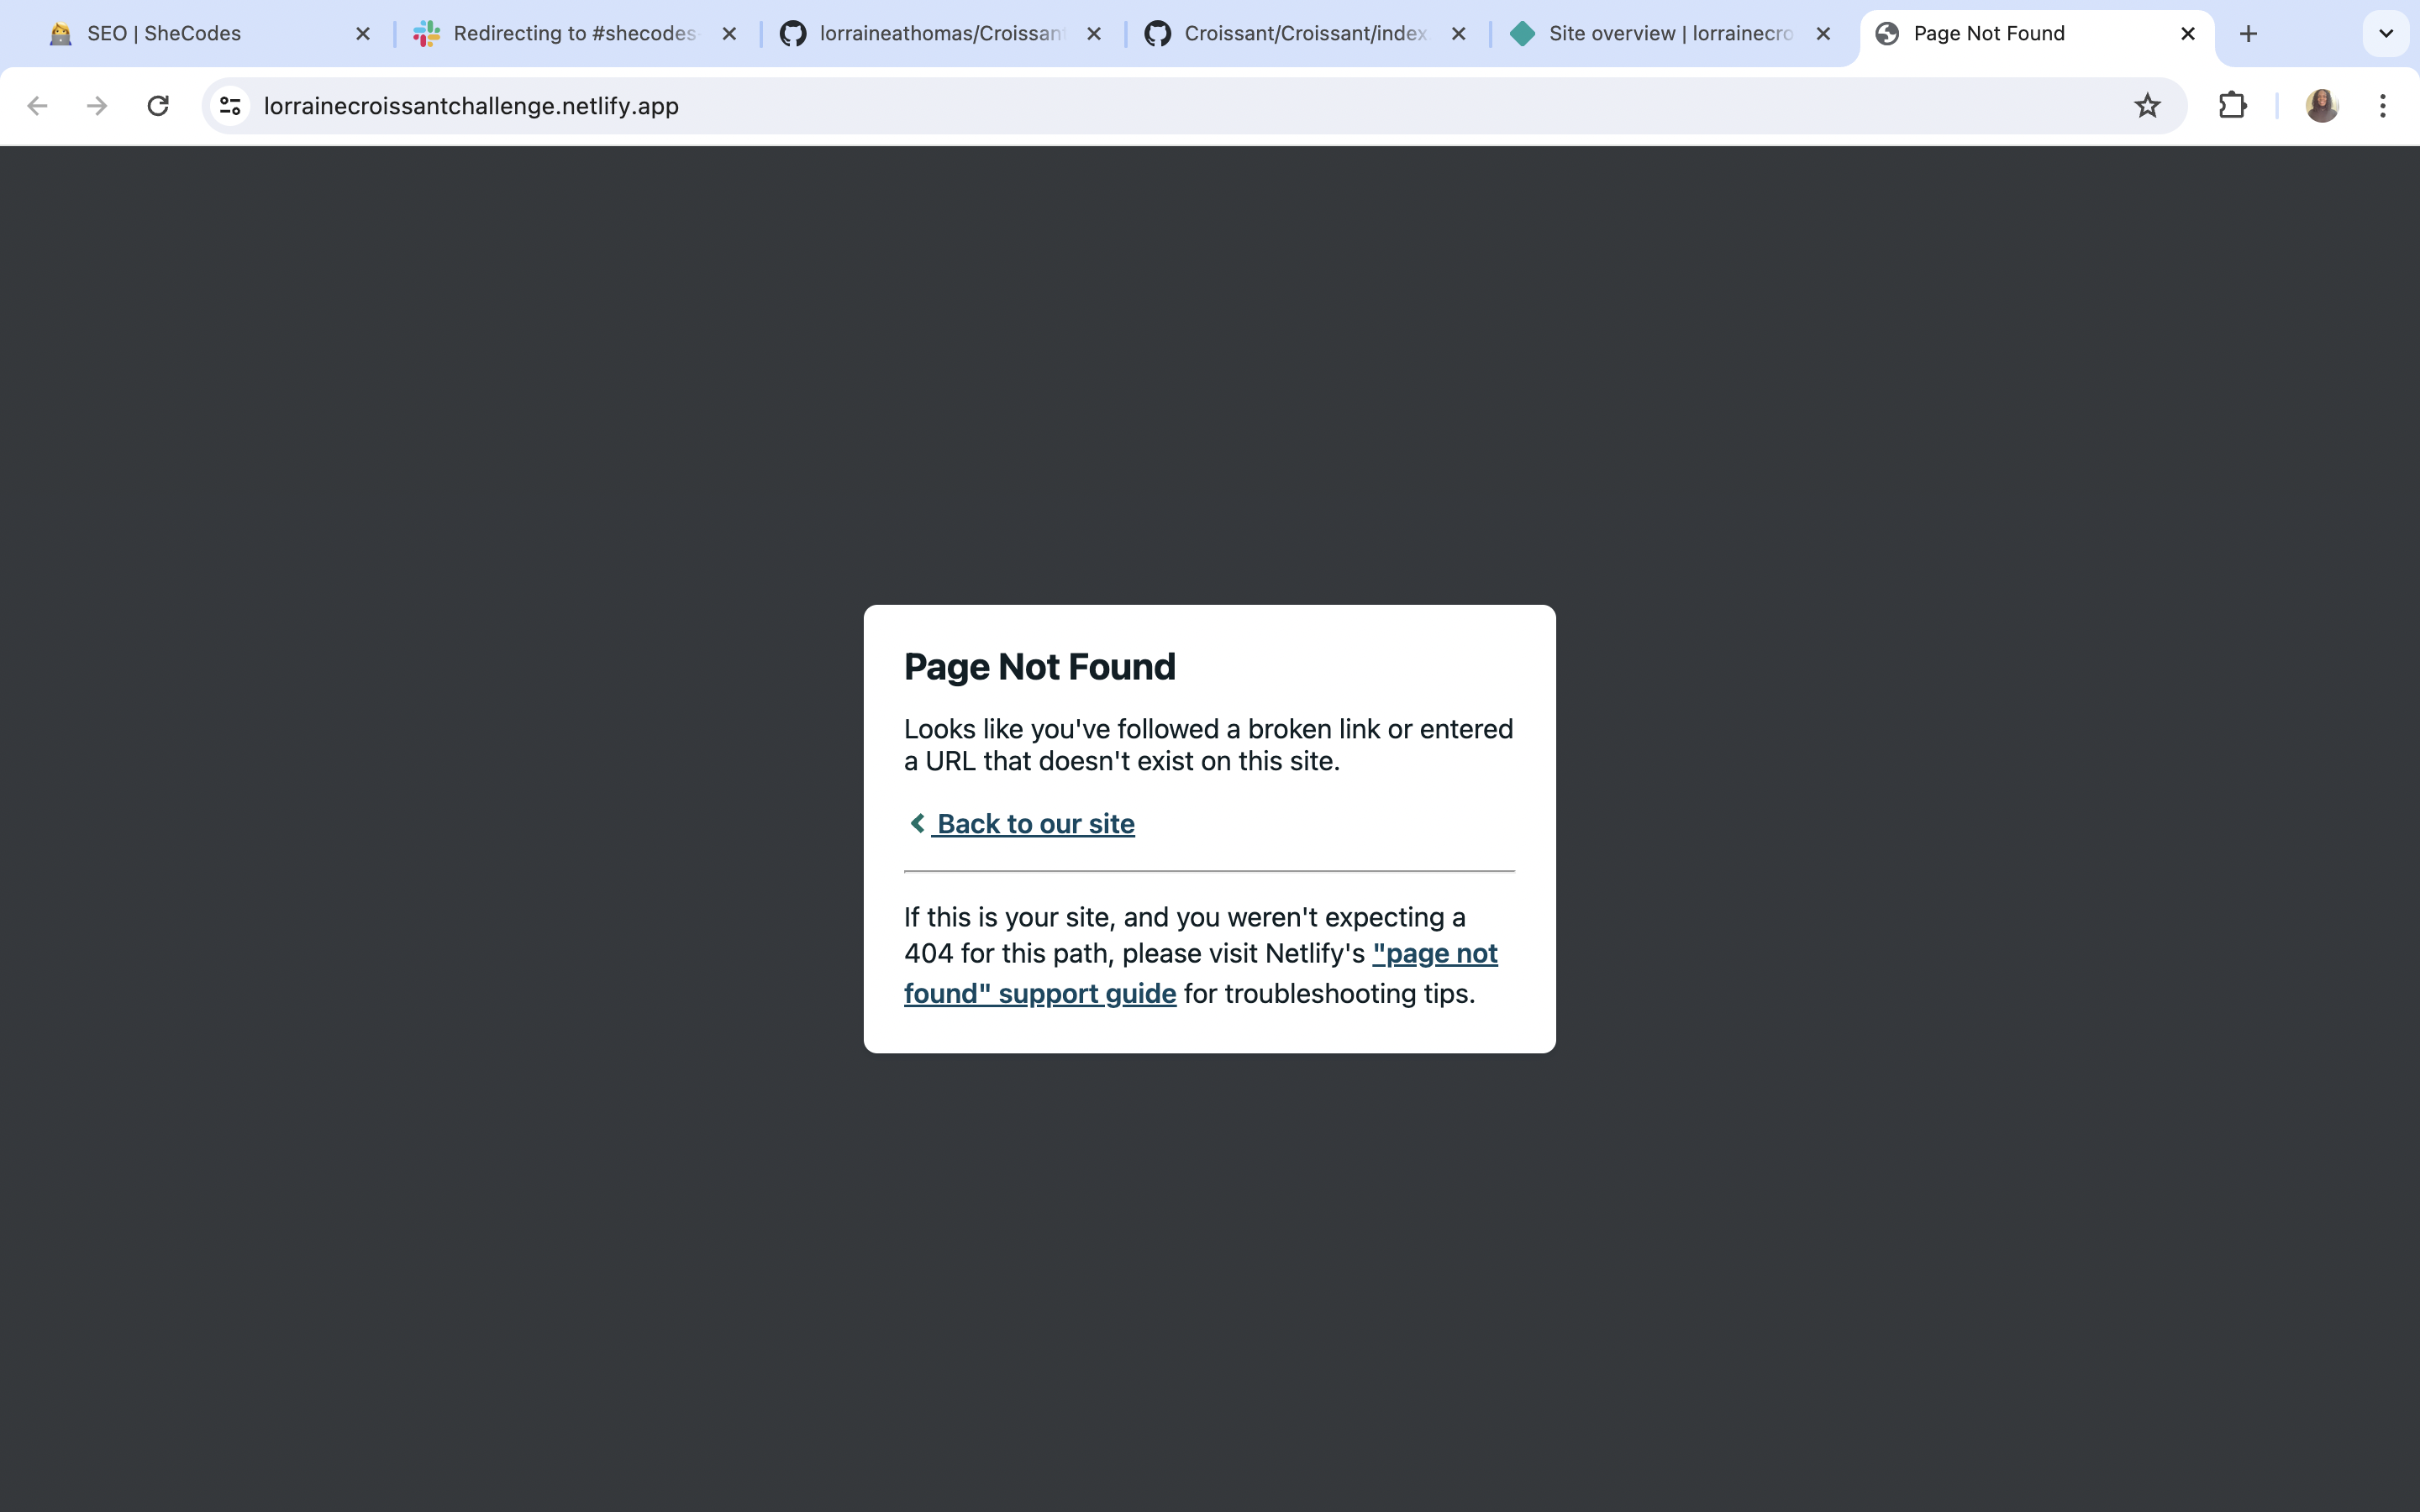 SEO | SheCodes
Redirecting to #shecodes-
lorraineathomas/Croissant
Croissant/Croissant/index
Site overview | lorrainecro
Page Not Found
lorrainecroissantchallenge.netlify.app
Page Not Found
Looks like you've followed a broken link or entered
a URL that doesn't exist on this site.
Back to our site
If this is your site, and you weren't expecting a
404 for this path, please visit Netlify's "page not
found" support guide for troubleshooting tips.